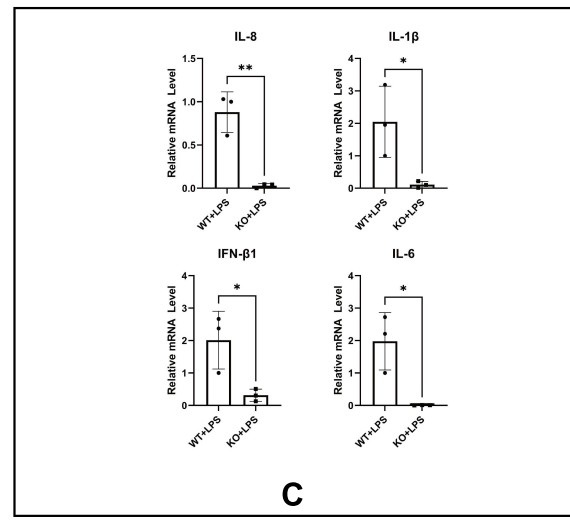 IL-8
Relative mRNA Level
1.5
1.0
0.5
0.0
**
WT+LPS
KO+LPS
IL-1β
Relative mRNA Level
4
3
2
1
0
*
WT+LPS
KO+LPS
IFN-β1
Relative mRNA Level
4
3
2
1
0
*
WT+LPS
KO+LPS
IL-6
Relative mRNA Level
4
3
2
1
0
*
WT+LPS
KO+LPS
C